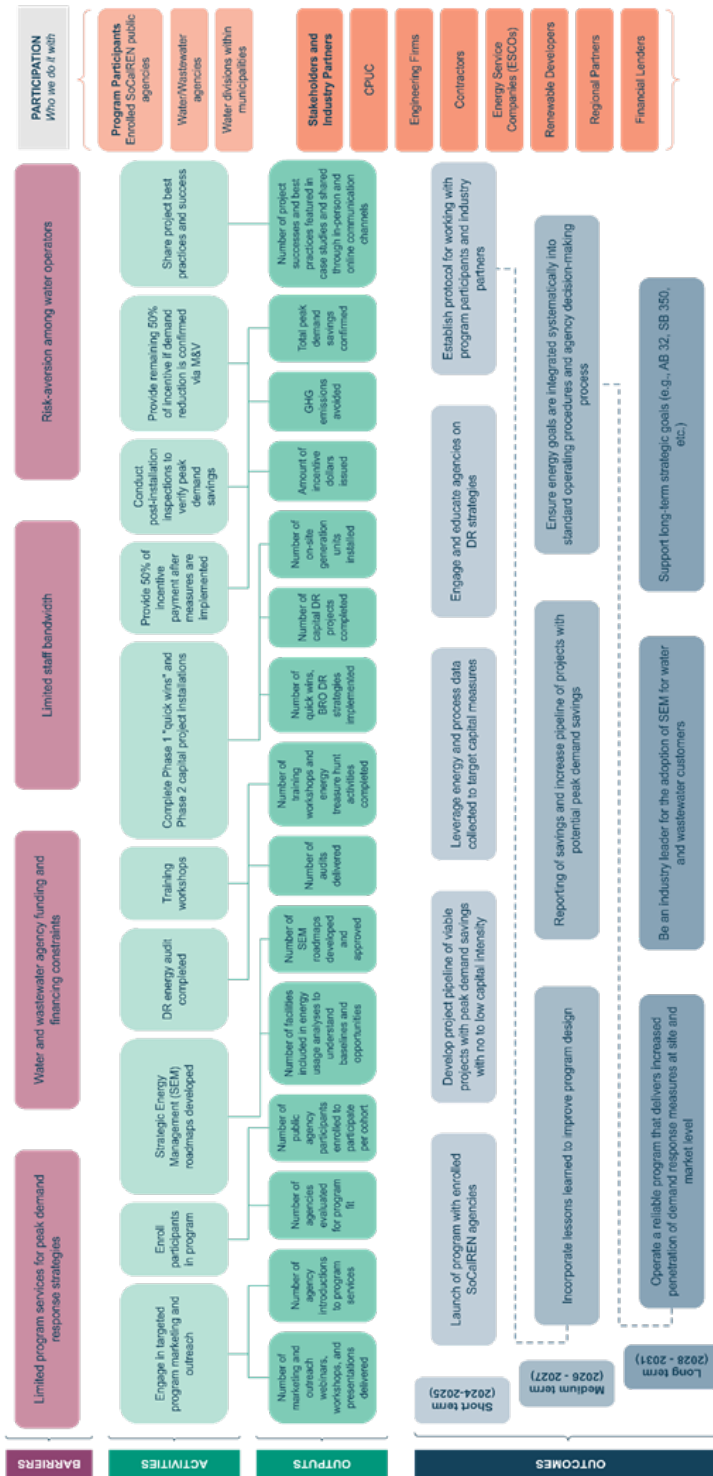 BARRIERS
Limited program services for peak demand
response strategies
Water and wastewater agency funding and
financing constraints
Limited staff bandwidth
Risk-aversion among water operators
PARTICIPATION
Who we do it with
ACTIVITIES
Engage in targeted
program marketing and
outreach
Enroll
participants
in program
Strategic Energy
Management (SEM)
roadmaps developed
DR energy audit
completed
Training
workshops
Complete Phase 1 "quick wins" and
Phase 2 capital project installations
Provide 50% of
incentive
payment after
measures are
implemented
Conduct
post-installation
inspections to
verify peak
demand
savings
Provide remaining 50%
of incentive if demand
reduction is confirmed
via M&V
Share project best
practices and success
Program Participants
Enrolled SoCalREN public
agencies
Water/Wastewater
agencies
Water divisions within
municipalities
OUTPUTS
Number of
marketing and
outreach
webinars,
workshops, and
presentations
delivered
Number of
agency
introductions
to program
services
Number of
agencies
evaluated for
program fit
Number of
public agency
participants
enrolled to
participate
per cohort
Number of facilities
included in energy
usage analyses to
understand
baselines and
opportunities
Number of
SEM
roadmaps
developed
and
approved
Number of
audits
delivered
Number of
training
workshops and
energy
treasure hunt
activities
completed
Number of
quick wins,
BRO DR
strategies
implemented
Number of
capital DR
projects
completed
Number of
on-site
generation
units
installed
Amount of
incentive
dollars
issued
GHG
emissions
avoided
Total peak
demand
savings
confirmed
Number of project
successes and best
practices featured in
case studies and shared
through in-person and
online communication
channels
Stakeholders and
Industry Partners
CPUC
Engineering Firms
Contractors
Energy Service
Companies (ESCOs)
Renewable Developers
Regional Partners
Financial Lenders
OUTCOMES
Short term
(2024-2025)
Launch of program with enrolled
SoCalREN agencies
Develop project pipeline of viable
projects with peak demand savings
with no to low capital intensity
Leverage energy and process data
collected to target capital measures
Engage and educate agencies on
DR strategies
Establish protocol for working with
program participants and industry
partners
Medium term
(2026 - 2027)
Incorporate lessons learned to improve program design
Reporting of savings and increase pipeline of projects with
potential peak demand savings
Ensure energy goals are integrated systematically into
standard operating procedures and agency decision-making
process
Long term
(2028 - 2031)
Operate a reliable program that delivers increased
penetration of demand response measures at site and
market level
Be an industry leader for the adoption of SEM for water
and wastewater customers
Support long-term strategic goals (e.g., AB 32, SB 350,
etc.)